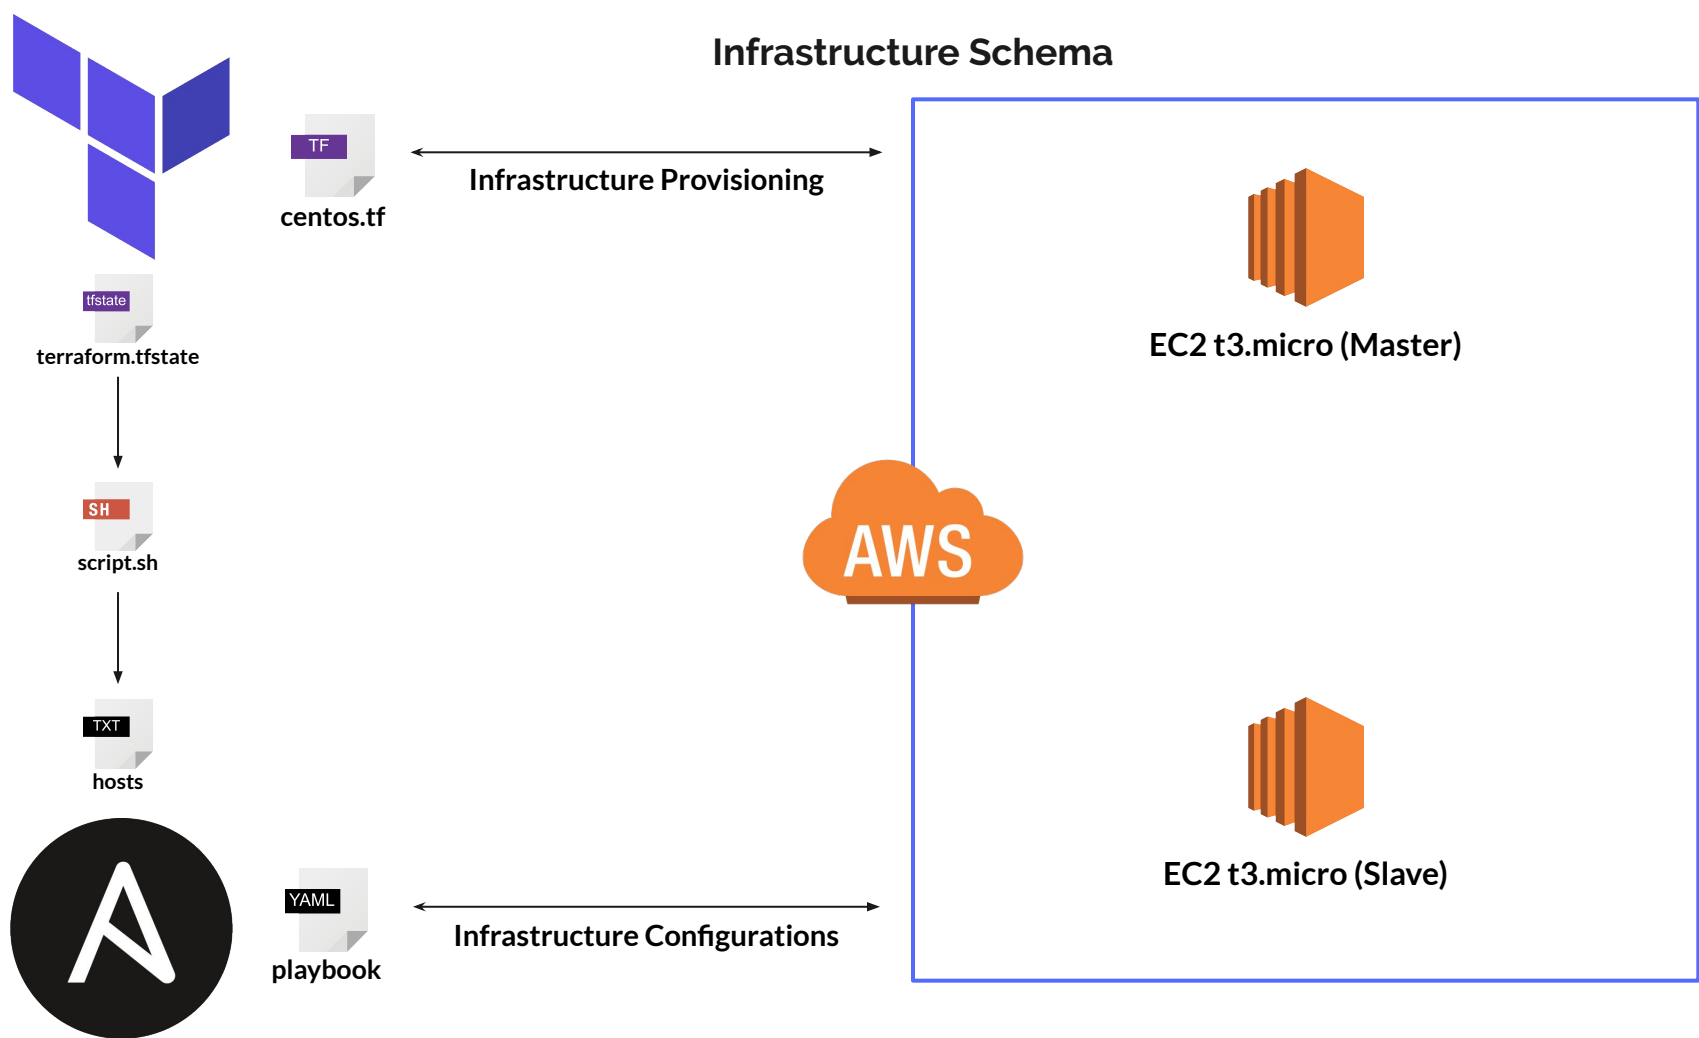 Infrastructure Schema
TF
centos.tf
Infrastructure Provisioning
tfstate
terraform.tfstate
SH
script.sh
TXT
hosts
YAML
playbook
Infrastructure Configurations
AWS
EC2 t3.micro (Master)
EC2 t3.micro (Slave)